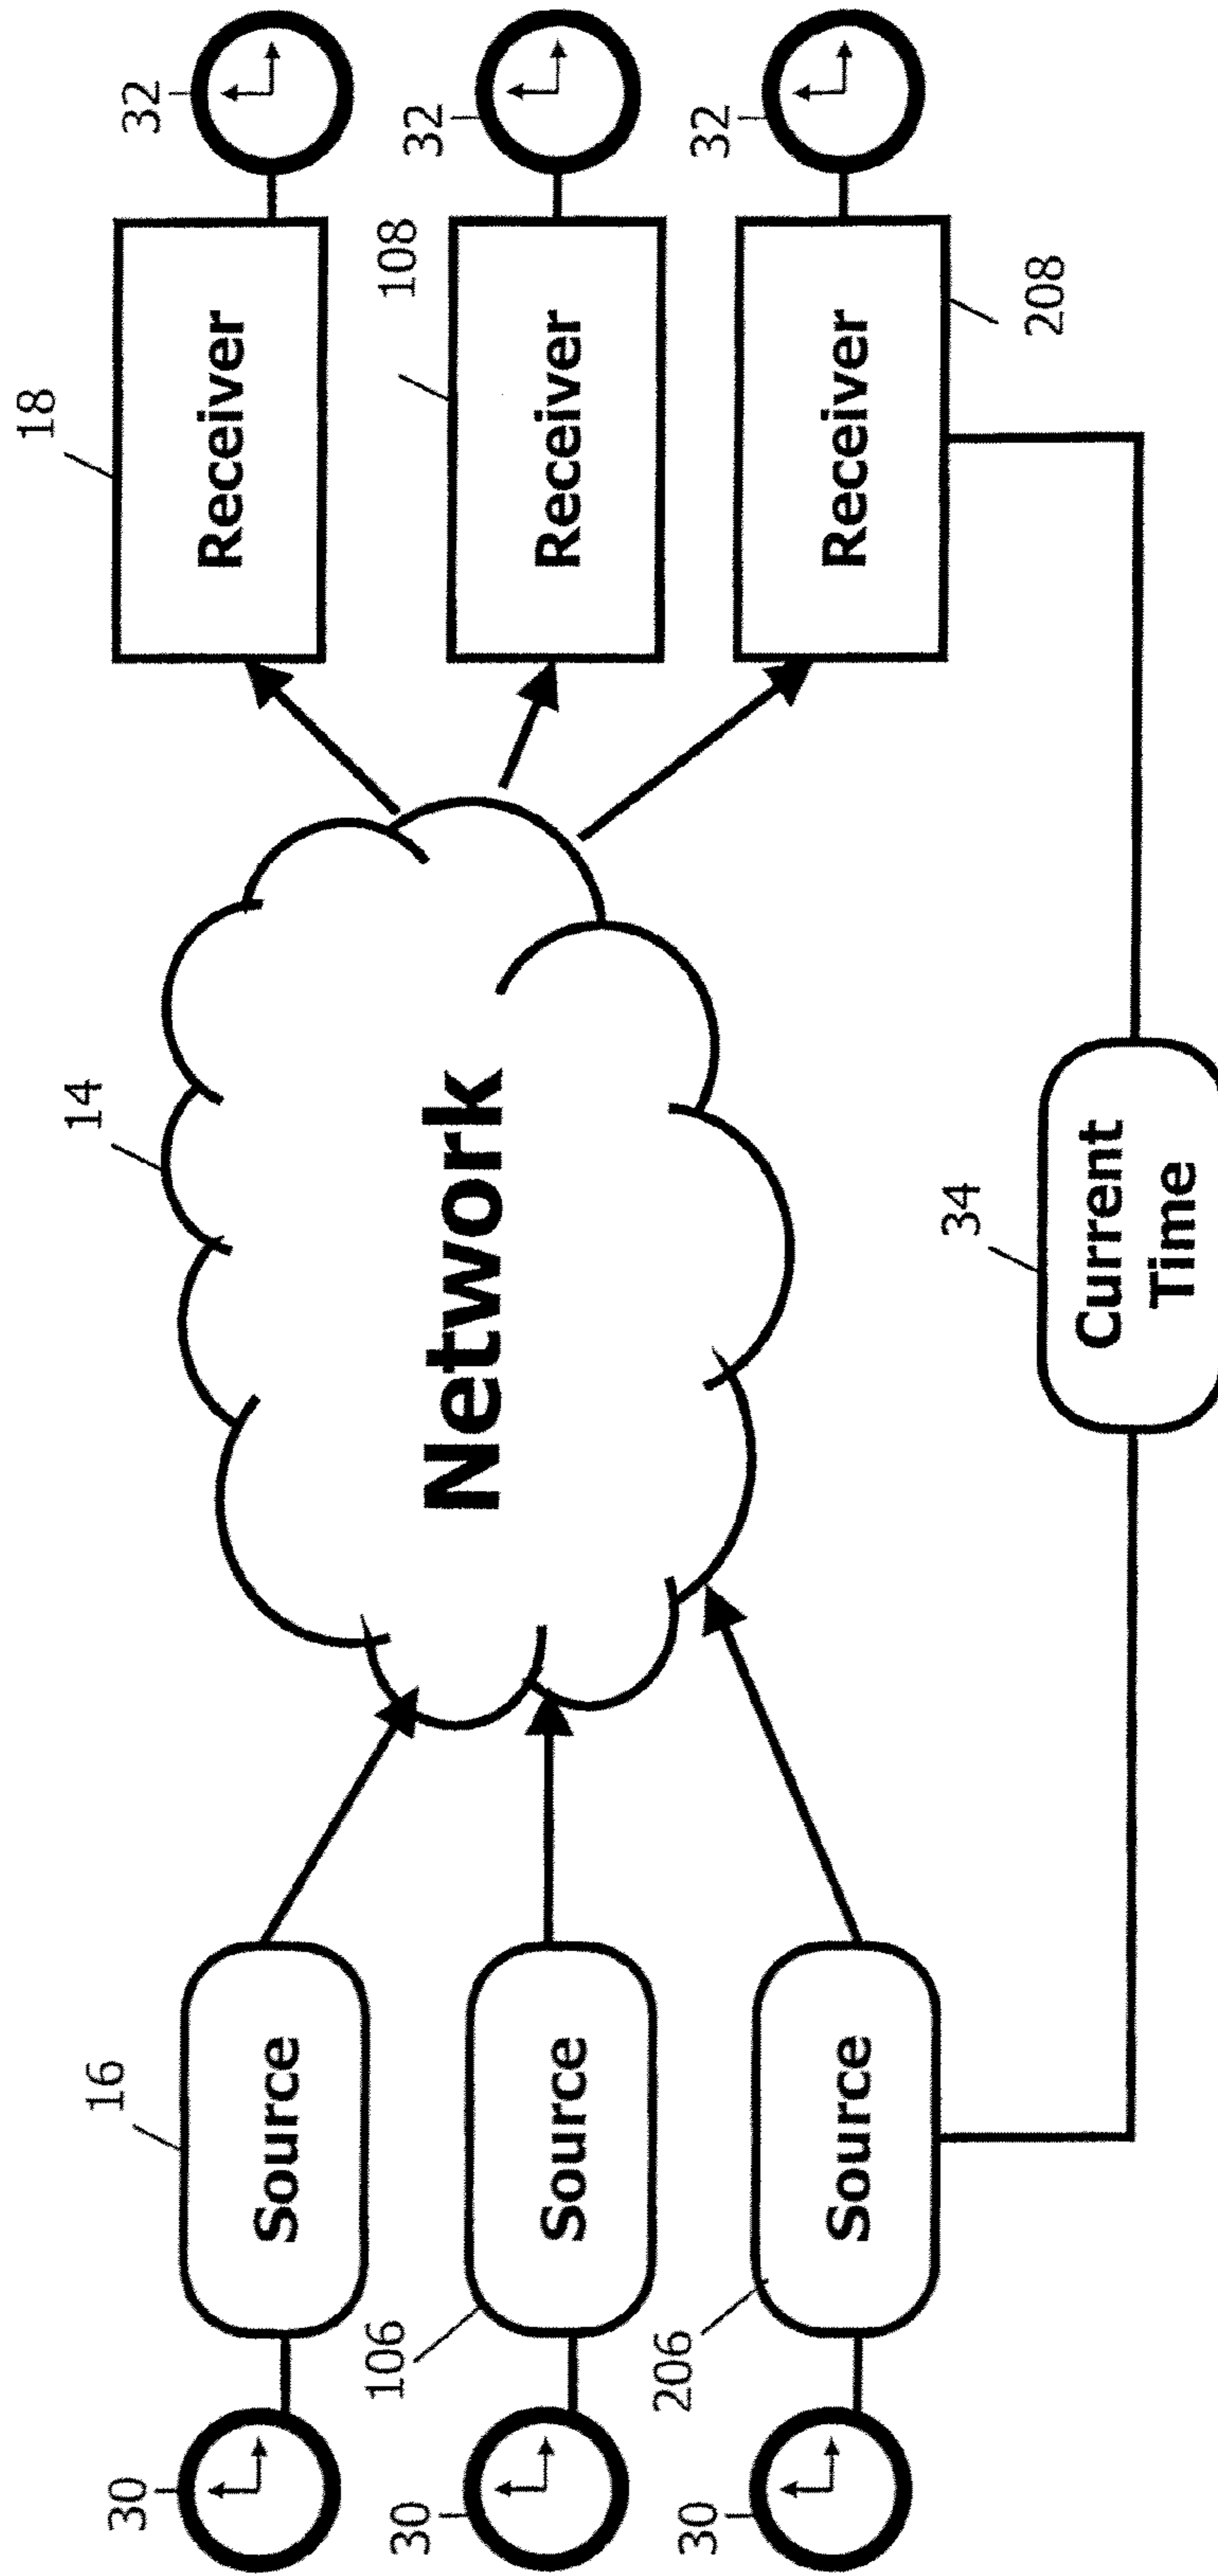 14
18
32
Receiver
16
Source
30
108
32
Receiver
Network
106
Source
30
32
Receiver
208
206
Source
30
34
Current
Time